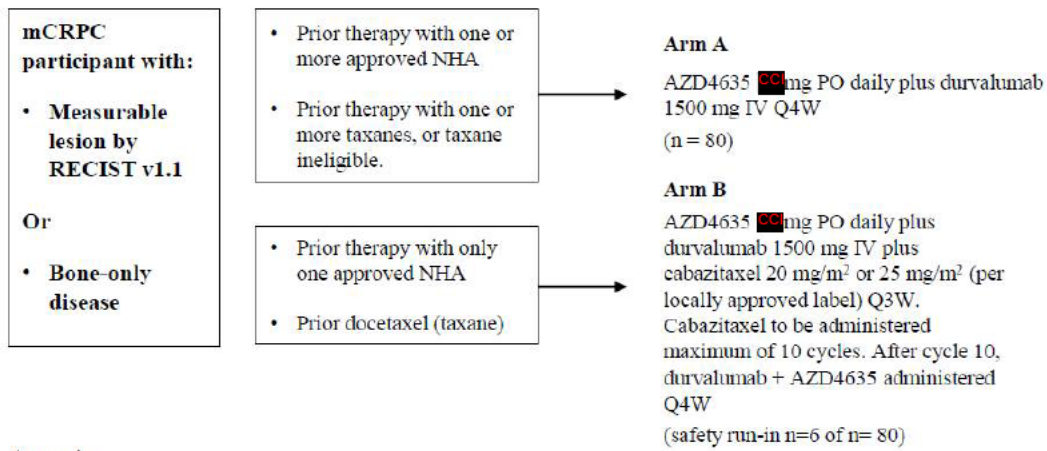 mCRPC
participant with:
• Measurable
lesion by
RECIST v1.1
Or
• Bone-only
disease
• Prior therapy with one or
more approved NHA
• Prior therapy with one or
more taxanes, or taxane
ineligible.
• Prior therapy with only
one approved NHA
• Prior docetaxel (taxane)
Arm A
AZD4635 CCI mg PO daily plus durvalumab
1500 mg IV Q4W
(n = 80)
Arm B
AZD4635 CCI mg PO daily plus
durvalumab 1500 mg IV plus
cabazitaxel 20 mg/m² or 25 mg/m² (per
locally approved label) Q3W.
Cabazitaxel to be administered
maximum of 10 cycles. After cycle 10,
durvalumab + AZD4635 administered
Q4W
(safety run-in n=6 of n= 80)